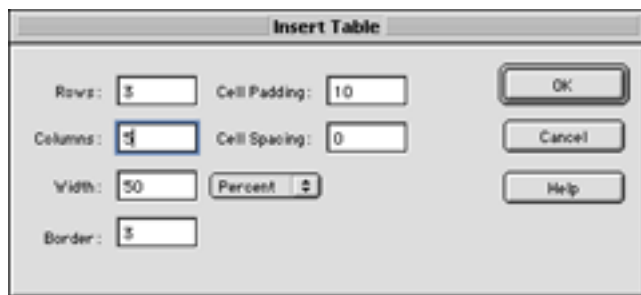 Insert Table
Rows: 3 Cell Padding: 10 OK
Columns: 5 Cell Spacing: 0 Cancel
Width: 50 Percent Help
Border: 3